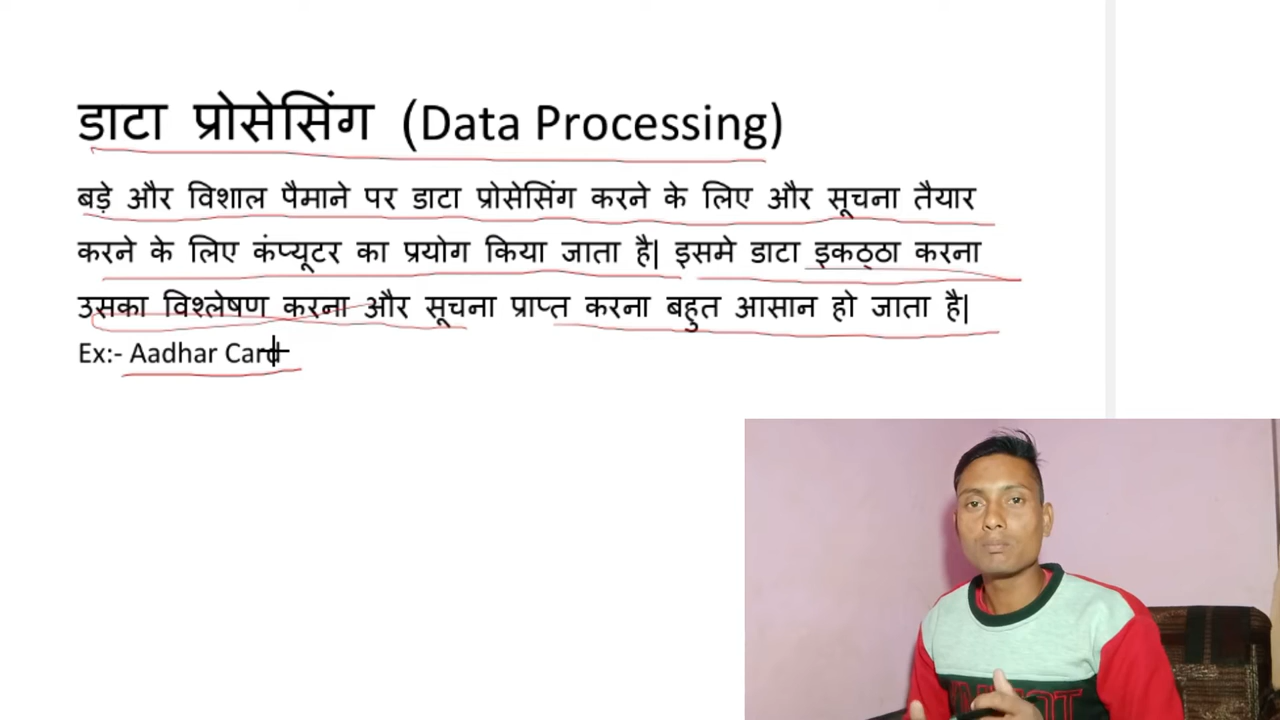 डाटा प्रोसेसिंग (Data Processing)
बड़े और विशाल पैमाने पर डाटा प्रोसेसिंग करने के लिए और सूचना तैयार
करने के लिए कंप्यूटर का प्रयोग किया जाता है| इसमे डाटा इकठ्ठा करना
उसका विश्लेषण करना और सूचना प्राप्त करना बहुत आसान हो जाता है|
Ex:- Aadhar Card